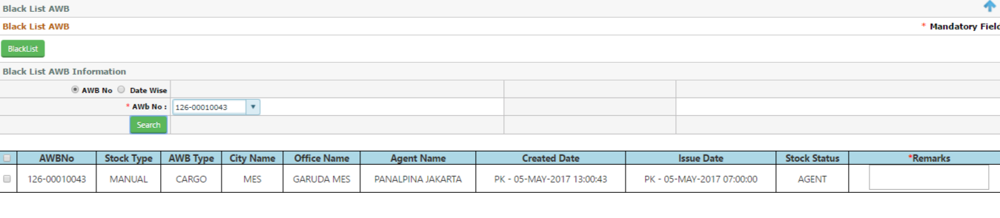 Black List AWB
Black List AWB * Mandatory Field
BlackList
Black List AWB Information
AWB No Date Wise
* AWb No : 126-00010043
Search
AWBNo Stock Type AWB Type City Name Office Name Agent Name Created Date Issue Date Stock Status *Remarks
126-00010043 MANUAL CARGO MES GARUDA MES PANALPINA JAKARTA PK - 05-MAY-2017 13:00:43 PK - 05-MAY-2017 07:00:00 AGENT